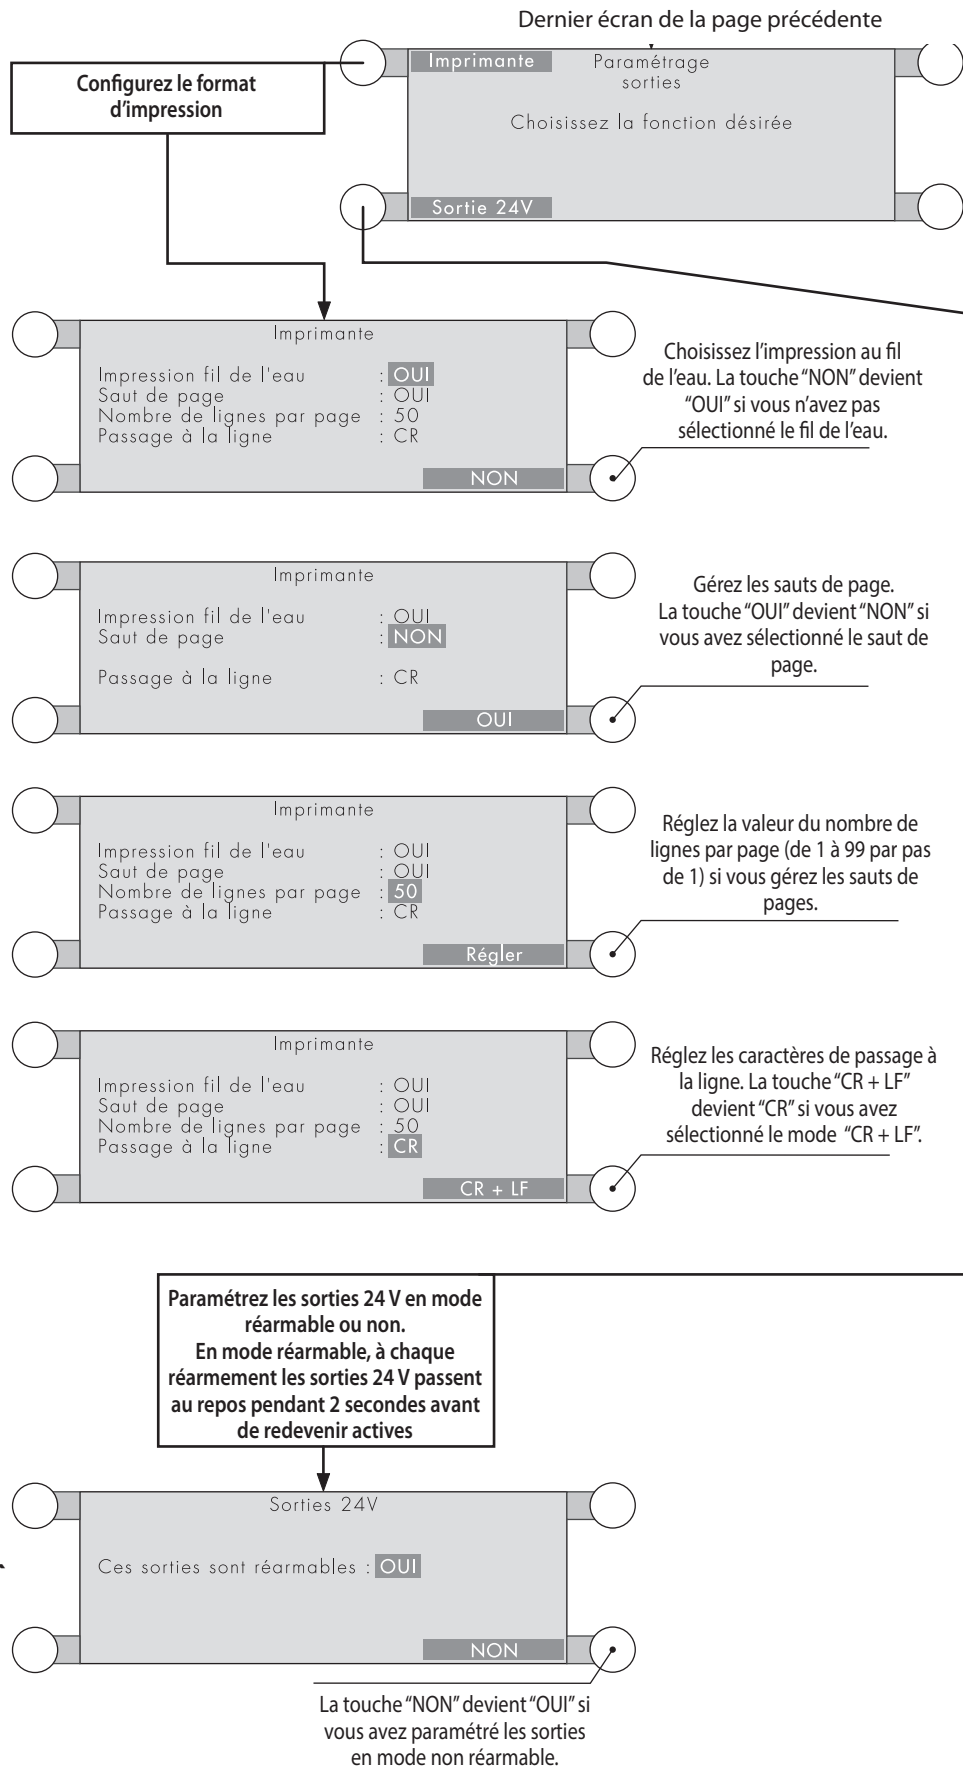 Dernier écran de la page précédente
Imprimante
Paramétrage
sorties
Choisissez la fonction désirée
Sortie 24V
Configurez le format
d'impression
Imprimante
Impression fil de l'eau : OUI
Saut de page : OUI
Nombre de lignes par page : 50
Passage à la ligne : CR
NON
Choisissez l'impression au fil
de l'eau. La touche "NON" devient
"OUI" si vous n'avez pas
sélectionné le fil de l'eau.
Imprimante
Impression fil de l'eau : OUI
Saut de page : NON
Passage à la ligne : CR
OUI
Gérez les sauts de page.
La touche "OUI" devient "NON" si
vous avez sélectionné le saut de
page.
Imprimante
Impression fil de l'eau : OUI
Saut de page : OUI
Nombre de lignes par page : 50
Passage à la ligne : CR
Régler
Réglez la valeur du nombre de
lignes par page (de 1 à 99 par pas
de 1) si vous gérez les sauts de
pages.
Imprimante
Impression fil de l'eau : OUI
Saut de page : OUI
Nombre de lignes par page : 50
Passage à la ligne : CR
CR + LF
Réglez les caractères de passage à
la ligne. La touche "CR + LF"
devient "CR" si vous avez
sélectionné le mode "CR + LF".
Paramétrez les sorties 24 V en mode
réarmable ou non.
En mode réarmable, à chaque
réarmement les sorties 24 V passent
au repos pendant 2 secondes avant
de redevenir actives
Sorties 24V
Ces sorties sont réarmables : OUI
NON
La touche "NON" devient "OUI" si
vous avez paramétré les sorties
en mode non réarmable.